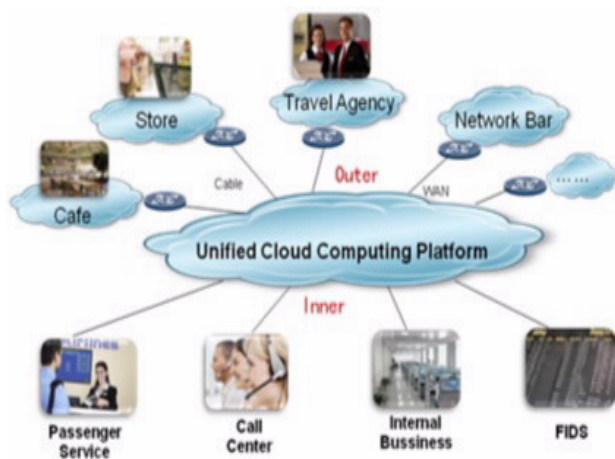 Travel Agency
Store
Network Bar
Cable
Outer
WAN
......
Cafe
Unified Cloud Computing Platform
Inner
Airlines
Passenger
Service
Call
Center
Internal
Bussiness
FIDS